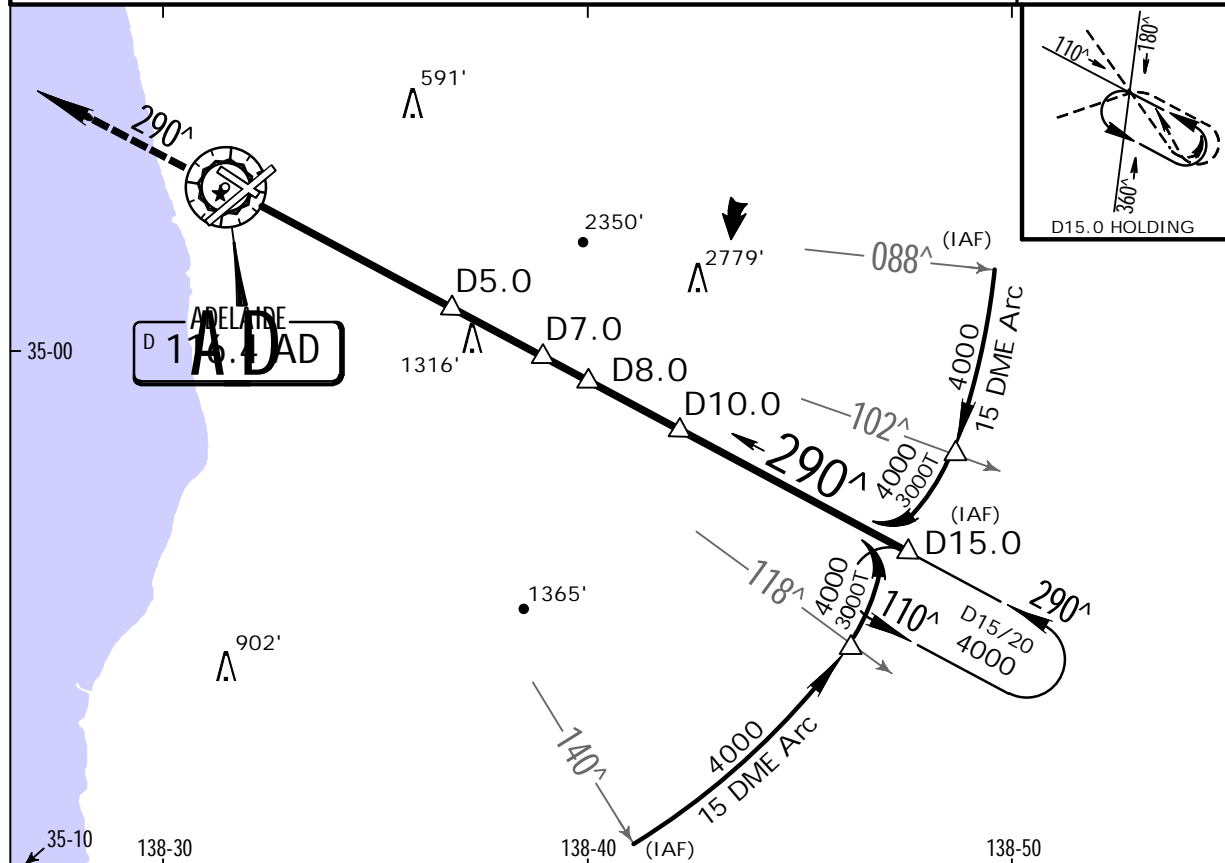 591'
290^
110^
180^
360^
D15.0 HOLDING
2350'
2779'
088^
(IAF)
D5.0
ADELAIDE
D 116.4 AD
AD
1316'
D7.0
D8.0
D10.0
35-00
4000
15 DME Arc
102^
290^
4000
3000T
(IAF)
D15.0
118^
4000
3000T
110^
D15/20
4000
290^
1365'
902'
140^
4000
15 DME Arc
(IAF)
35-10
138-30
138-40
138-50